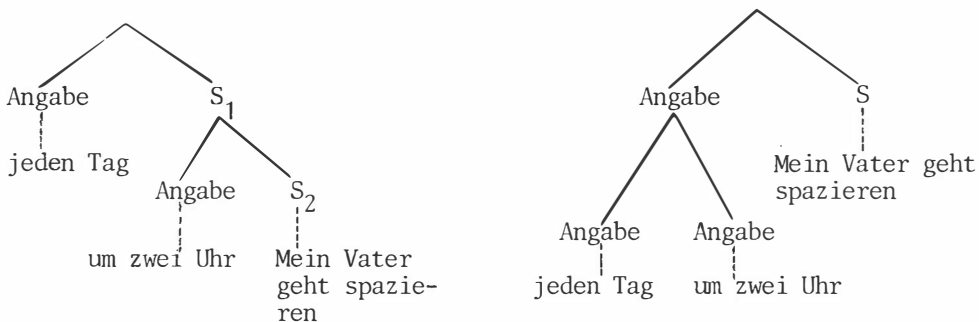 Angabe S₁
jeden Tag
Angabe S₂
um zwei Uhr Mein Vater
geht spazie-
ren
Angabe S
Mein Vater geht
spazieren
Angabe Angabe
jeden Tag um zwei Uhr